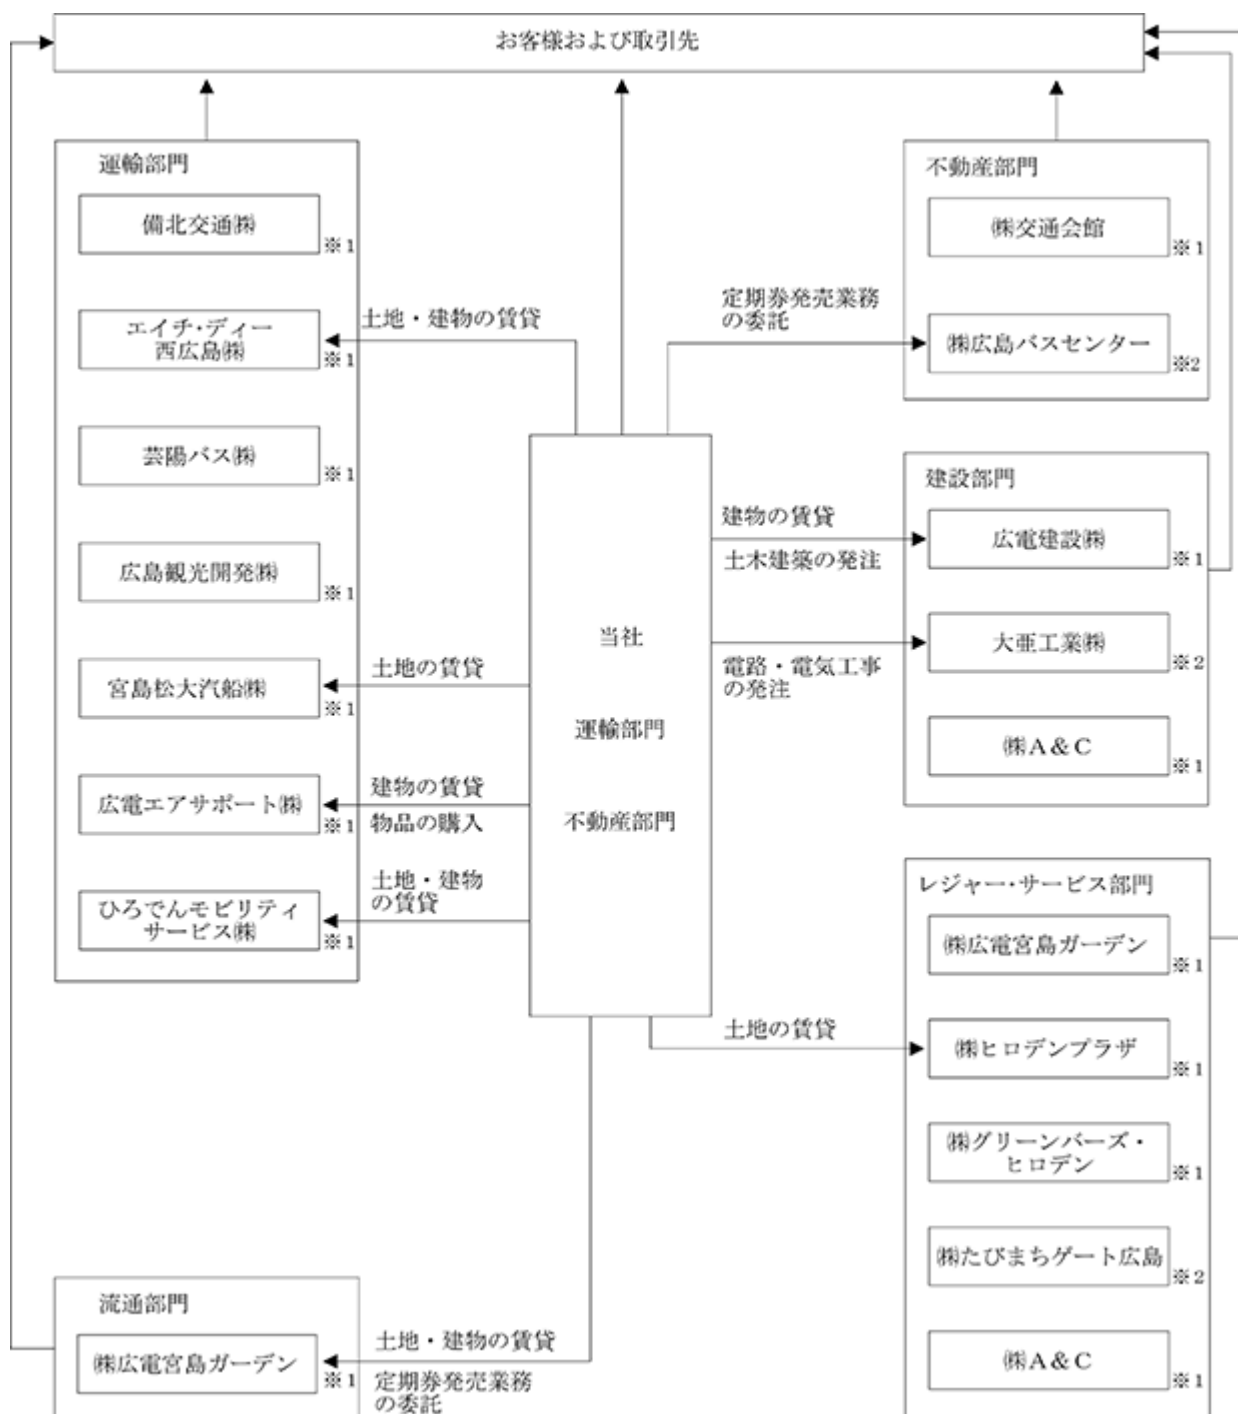 お客様および取引先
運輸部門
備北交通㈱
※1
エイチ・ディー
西広島㈱
※1
芸陽バス㈱
※1
広島観光開発㈱
※1
宮島松大汽船㈱
※1
広電エアサポート㈱
※1
ひろでんモビリティ
サービス㈱
※1
土地・建物の賃貸
土地の賃貸
建物の賃貸
物品の購入
土地・建物
の賃貸
当社
運輸部門
不動産部門
定期券発売業務
の委託
建物の賃貸
土木建築の発注
電路・電気工事
の発注
土地の賃貸
不動産部門
㈱交通会館
※1
㈱広島バスセンター
※2
建設部門
広電建設㈱
※1
大亜工業㈱
※2
㈱A&C
※1
レジャー・サービス部門
㈱広電宮島ガーデン
※1
㈱ヒロデンプラザ
※1
㈱グリーンバーズ・
ヒロデン
※1
㈱たびまちゲート広島
※2
㈱A&C
※1
流通部門
㈱広電宮島ガーデン
※1
土地・建物の賃貸
定期券発売業務
の委託